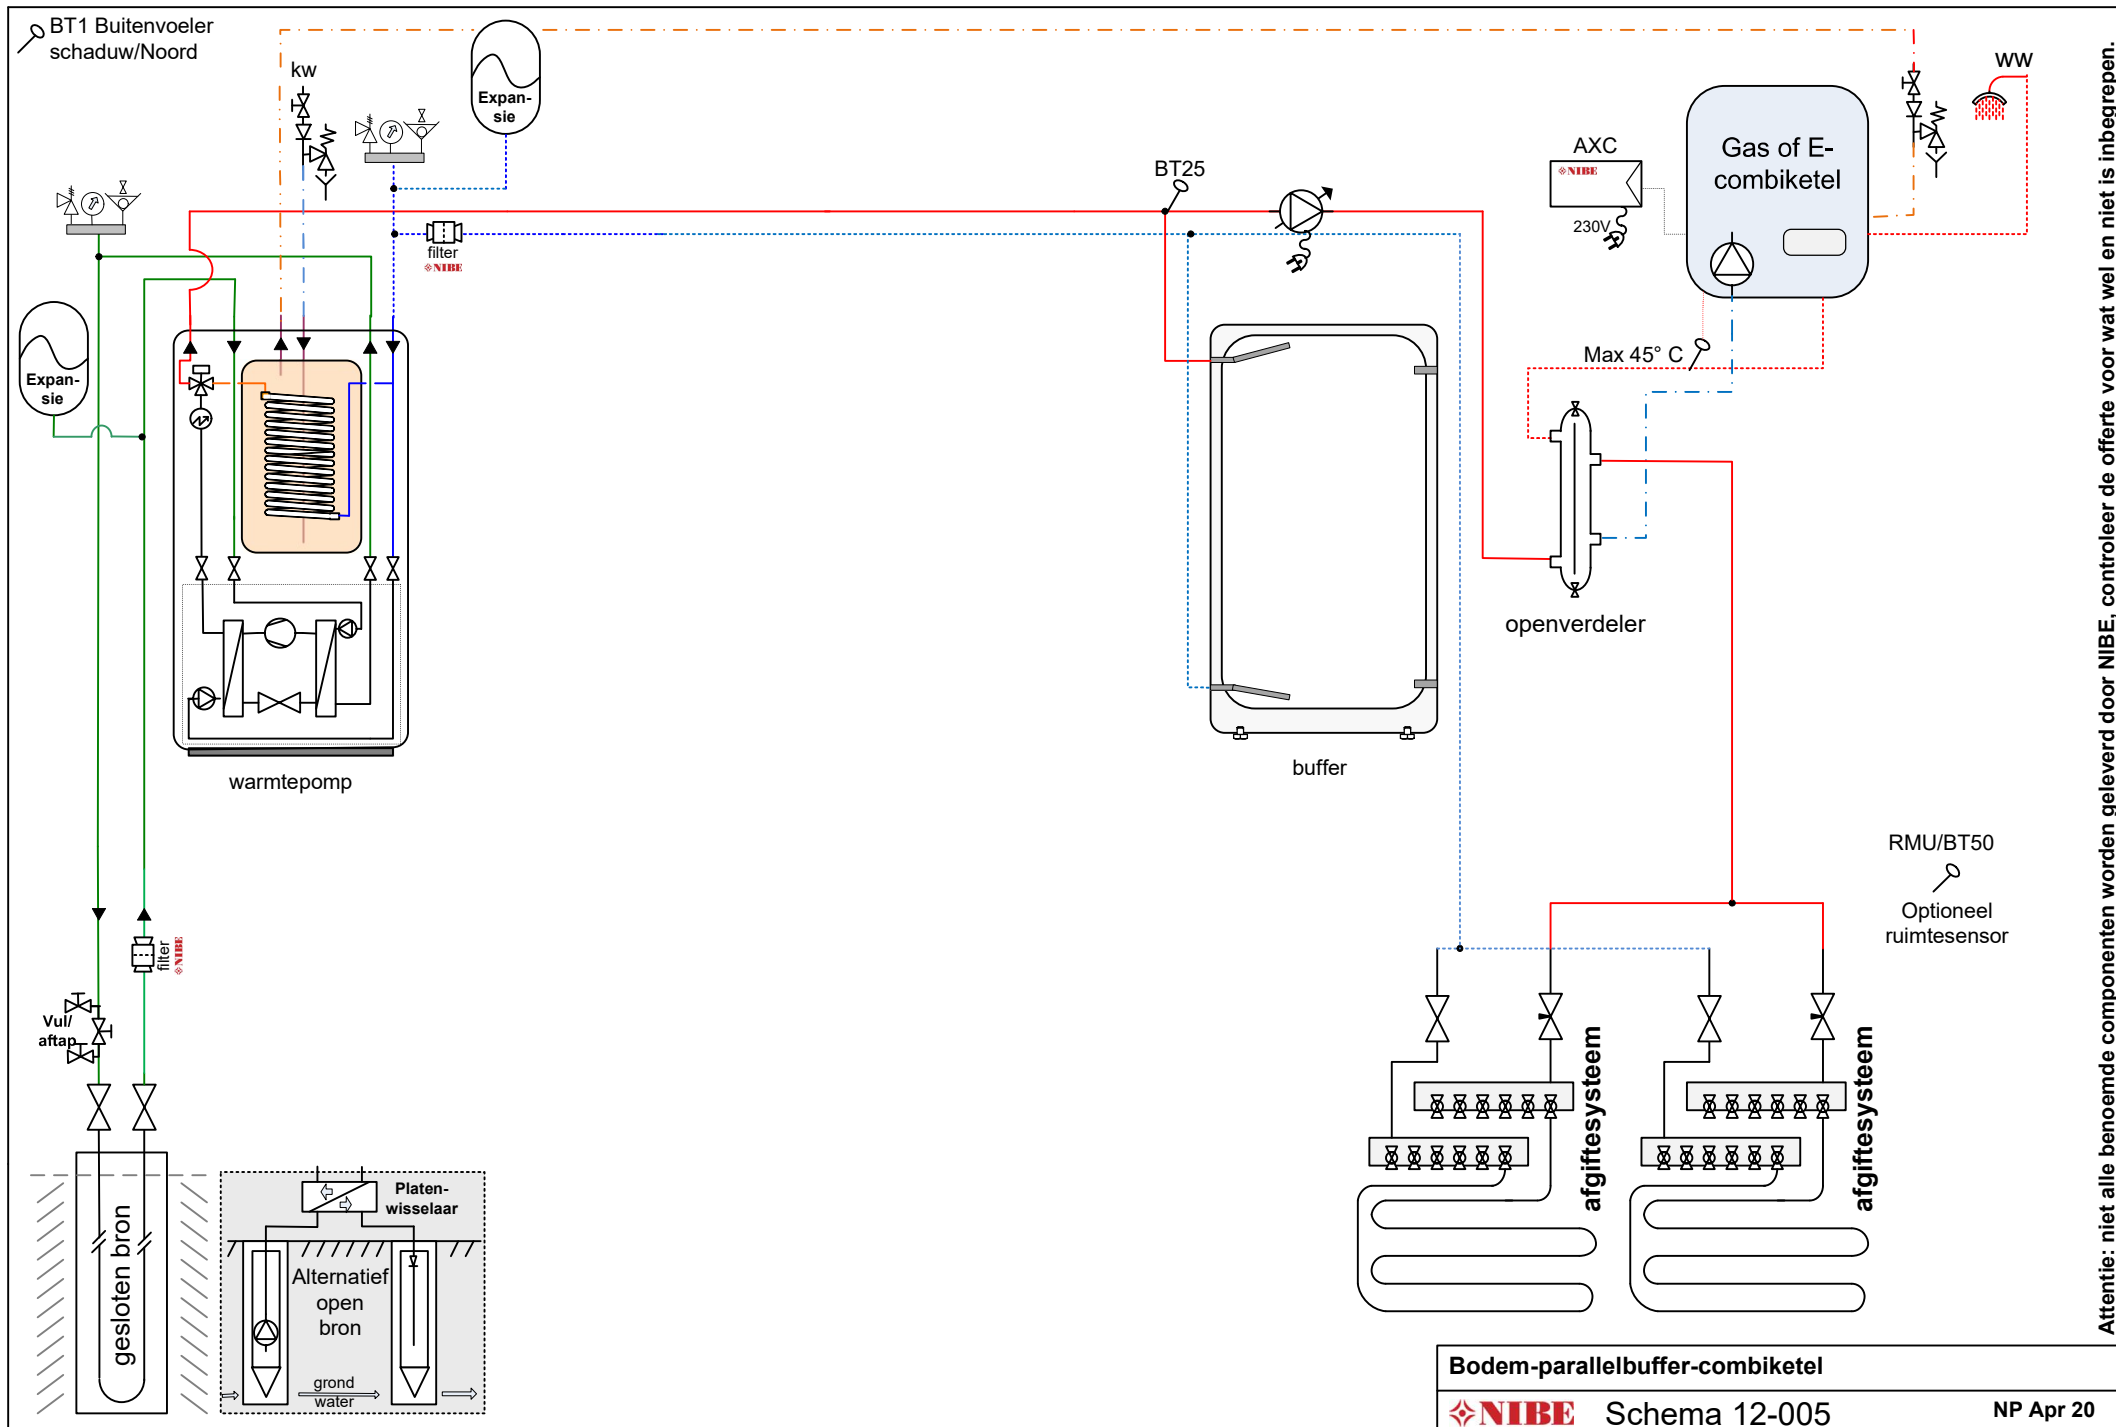 BT1 Buitenvoeler
schaduw/Noord
kw
Expan-
sie
BT25
AXC
NIBE
230V
Gas of E-
combiketel
WW
filter
NIBE
Expan-
sie
Max 45° C
openverdeler
warmtepomp
buffer
RMU/BT50
Optioneel
ruimtesensor
filter
NIBE
Vul/
aftap
afgiftesysteem
afgiftesysteem
gesloten bron
Platen-
wisselaar
Alternatief
open
bron
grond
water
Attentie: niet alle benoemde componenten worden geleverd door NIBE, controleer de offerte voor wat wel en niet is inbegrepen.
Bodem-parallelbuffer-combiketel
NIBE Schema 12-005 NP Apr 20